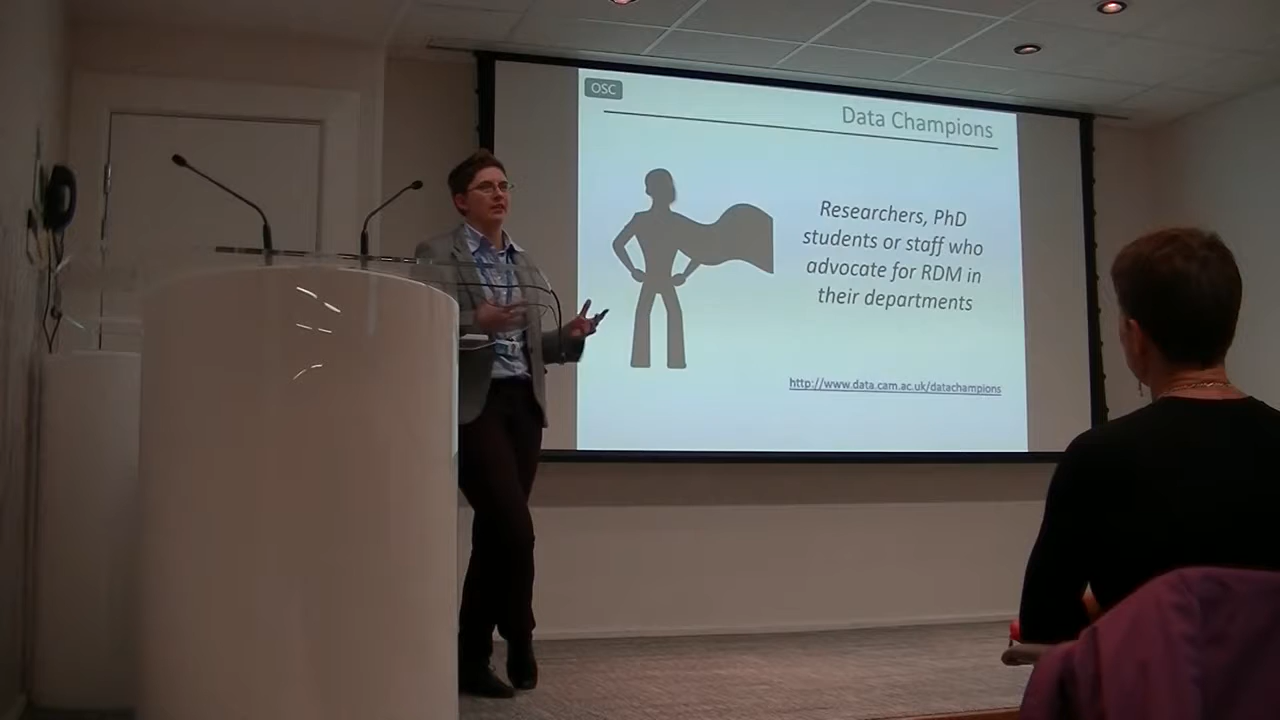 OSC
Data Champions
Researchers, PhD
students or staff who
advocate for RDM in
their departments
http://www.data.cam.ac.uk/datachampions